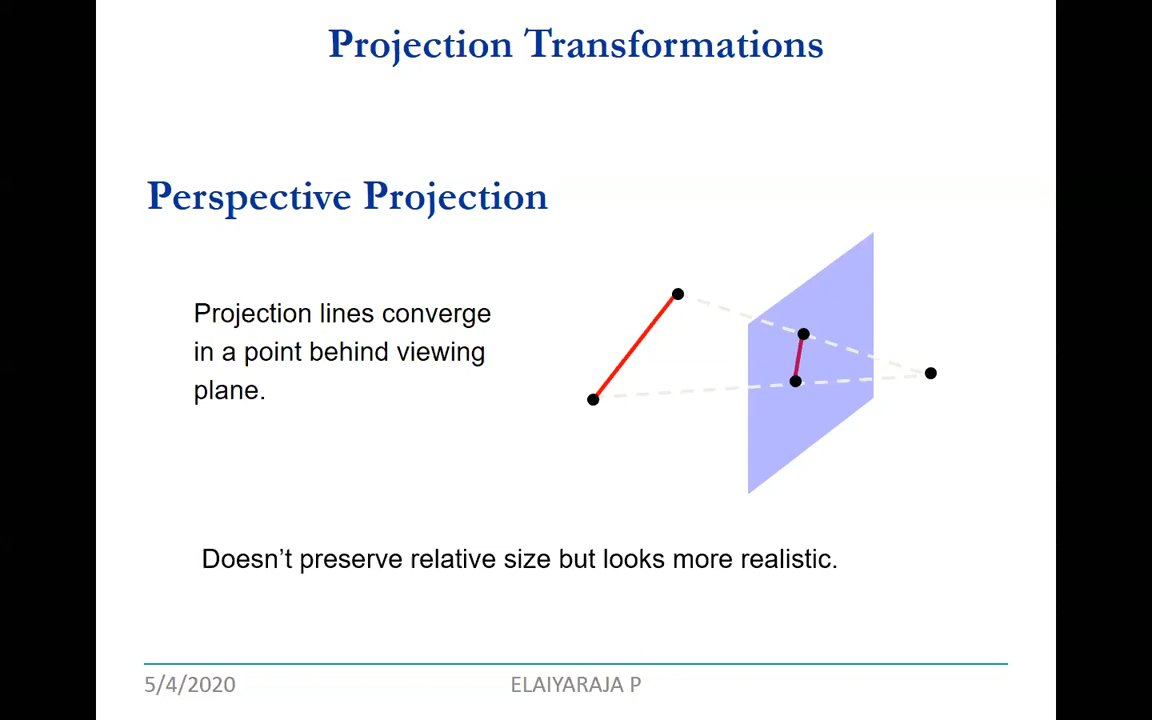 Projection Transformations
Perspective Projection
Projection lines converge
in a point behind viewing
plane.
Doesn’t preserve relative size but looks more realistic.
5/4/2020
ELAIYARAJA P